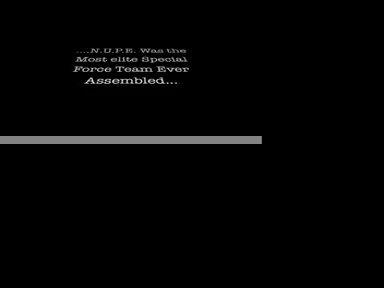 ....N.U.P.E. Was the
Most elite Special
Force Team Ever
Assembled...